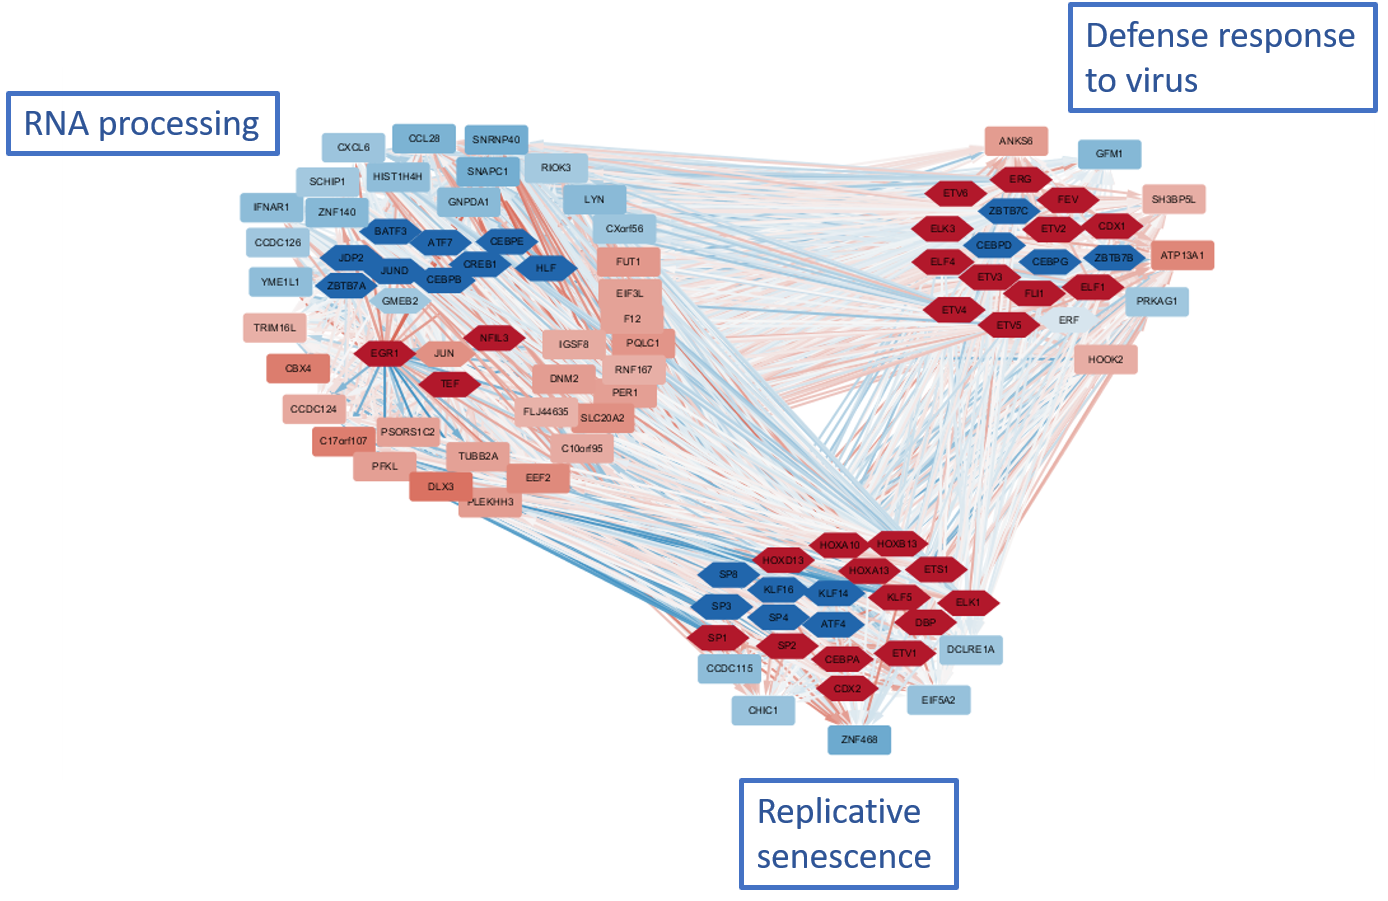 Defense response
to virus
RNA processing
CXCL6
CCL28
SNRNP40
SCHIP1
HIST1H4H
SNAPC1
RIOK3
IFNAR1
ZNF140
GNPDA1
LYN
CCDC126
BATF3
ATF7
CEBPE
CXorf56
JDP2
JUND
CREB1
HLF
FUT1
YME1L1
ZBTB7A
CEBPB
GMEB2
EIF3L
TRIM16L
F12
NFIL3
EGR1
JUN
IGSF8
PQLC1
CBX4
TEF
DNM2
RNF167
PER1
CCDC124
FLJ44635
SLC20A2
C17orf107
PSORS1C2
C10orf95
PFKL
TUBB2A
DLX3
EEF2
PLEKHH3
ANKS6
GFM1
ETV6
ERG
FEV
SH3BP5L
ZBTB7C
ELK3
ETV2
CDX1
CEBPD
ELF4
CEBPG
ZBTB7B
ATP13A1
ETV3
FLI1
ELF1
PRKAG1
ETV4
ETV5
ERF
HOOK2
HOXA10
HOXB13
HOXD13
HOXA13
ETS1
SP8
KLF16
KLF14
KLF5
ELK1
SP3
SP4
ATF4
DBP
SP1
SP2
CEBPA
ETV1
DCLRE1A
CCDC115
CDX2
CHIC1
EIF5A2
ZNF468
Replicative
senescence